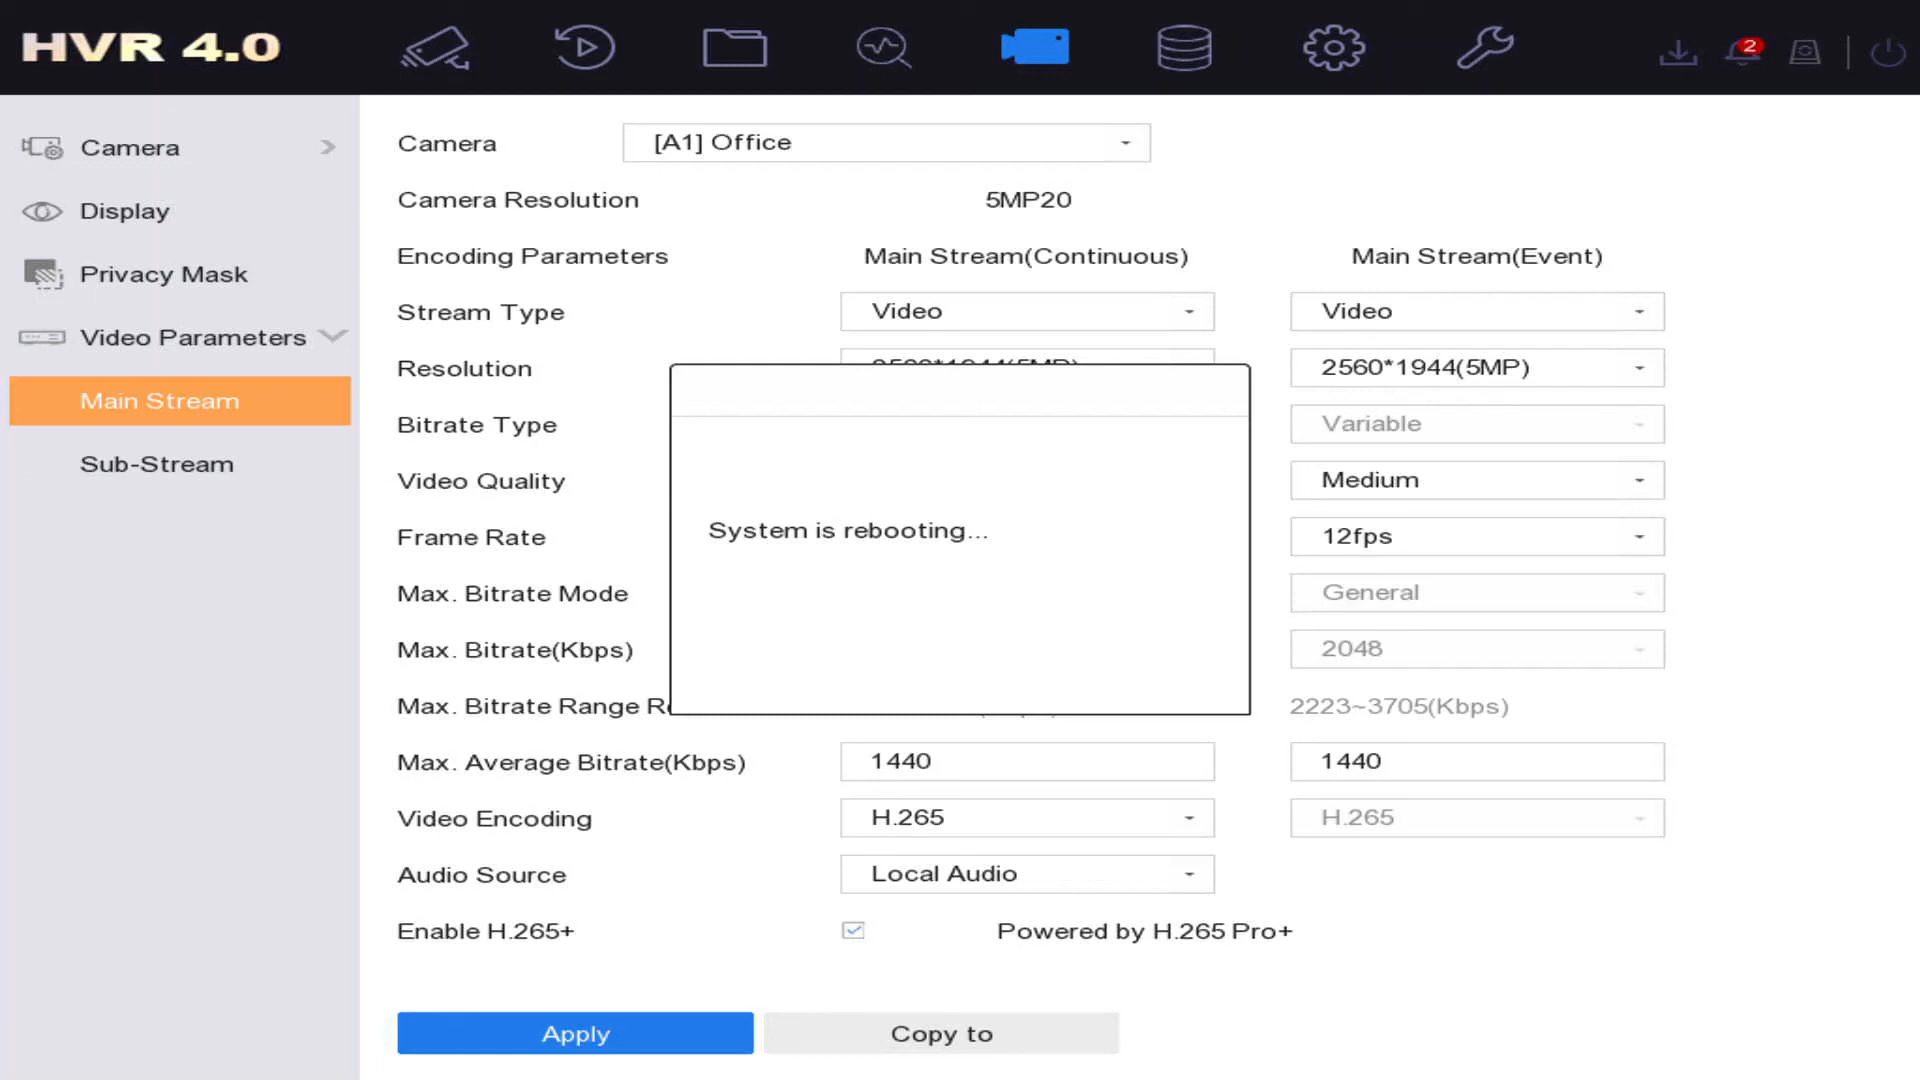 HVR 4.0
2
Camera
Display
Privacy Mask
Video Parameters
Main Stream
Sub-Stream
Camera [A1] Office
Camera Resolution 5MP20
Encoding Parameters Main Stream(Continuous) Main Stream(Event)
Stream Type Video Video
Resolution 2560*1944(5MP)
Bitrate Type Variable
Video Quality Medium
System is rebooting...
Frame Rate 12fps
Max. Bitrate Mode General
Max. Bitrate(Kbps) 2048
Max. Bitrate Range 2223~3705(Kbps)
Max. Average Bitrate(Kbps) 1440 1440
Video Encoding H.265 H.265
Audio Source Local Audio
Enable H.265+ Powered by H.265 Pro+
Apply Copy to